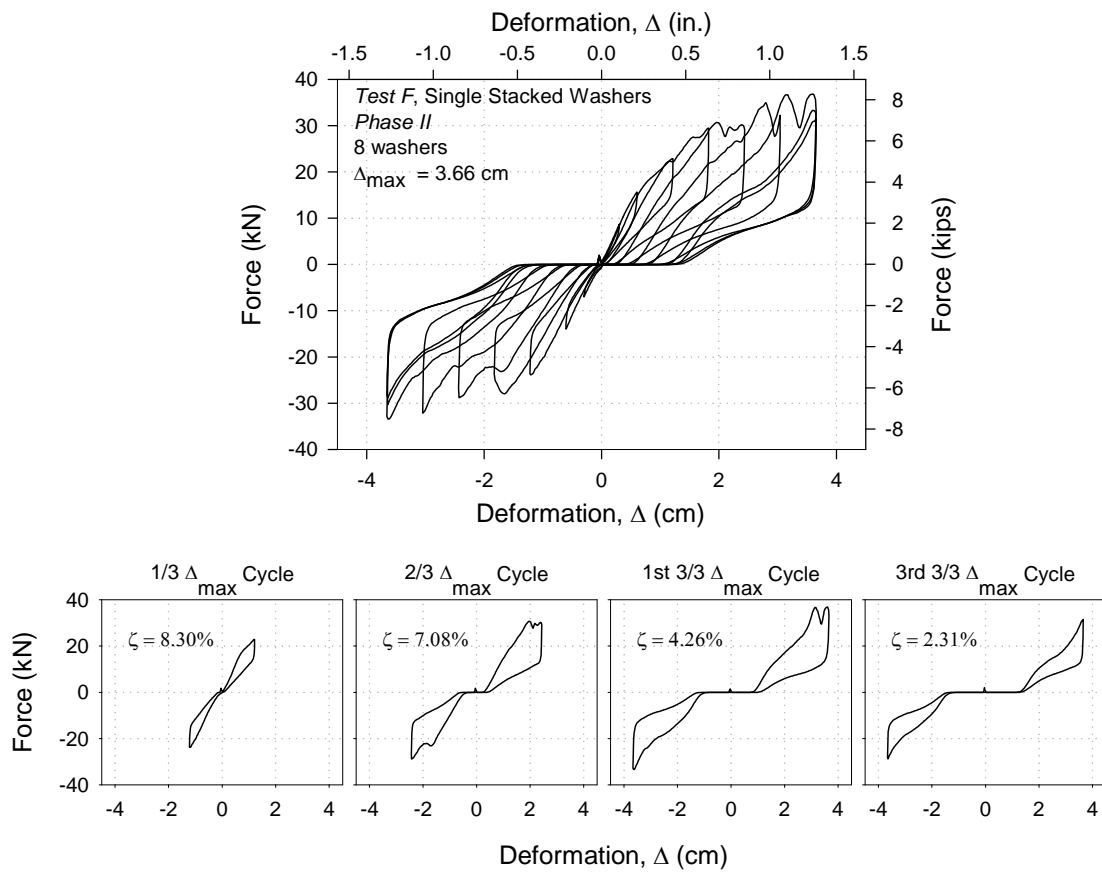 Deformation, Δ (in.)
-1.5 -1.0 -0.5 0.0 0.5 1.0 1.5
Test F, Single Stacked Washers
Phase II
8 washers
Δmax = 3.66 cm
Force (kN)
40
30
20
10
0
-10
-20
-30
-40
8
6
4
2
0
-2
-4
-6
-8
Force (kips)
-4 -2 0 2 4
Deformation, Δ (cm)
1/3 Δmax Cycle
2/3 Δmax Cycle
1st 3/3 Δmax Cycle
3rd 3/3 Δmax Cycle
Force (kN)
40
20
0
-20
-40
ζ = 8.30%
ζ = 7.08%
ζ = 4.26%
ζ = 2.31%
-4 -2 0 2 4
-4 -2 0 2 4
-4 -2 0 2 4
-4 -2 0 2 4
Deformation, Δ (cm)